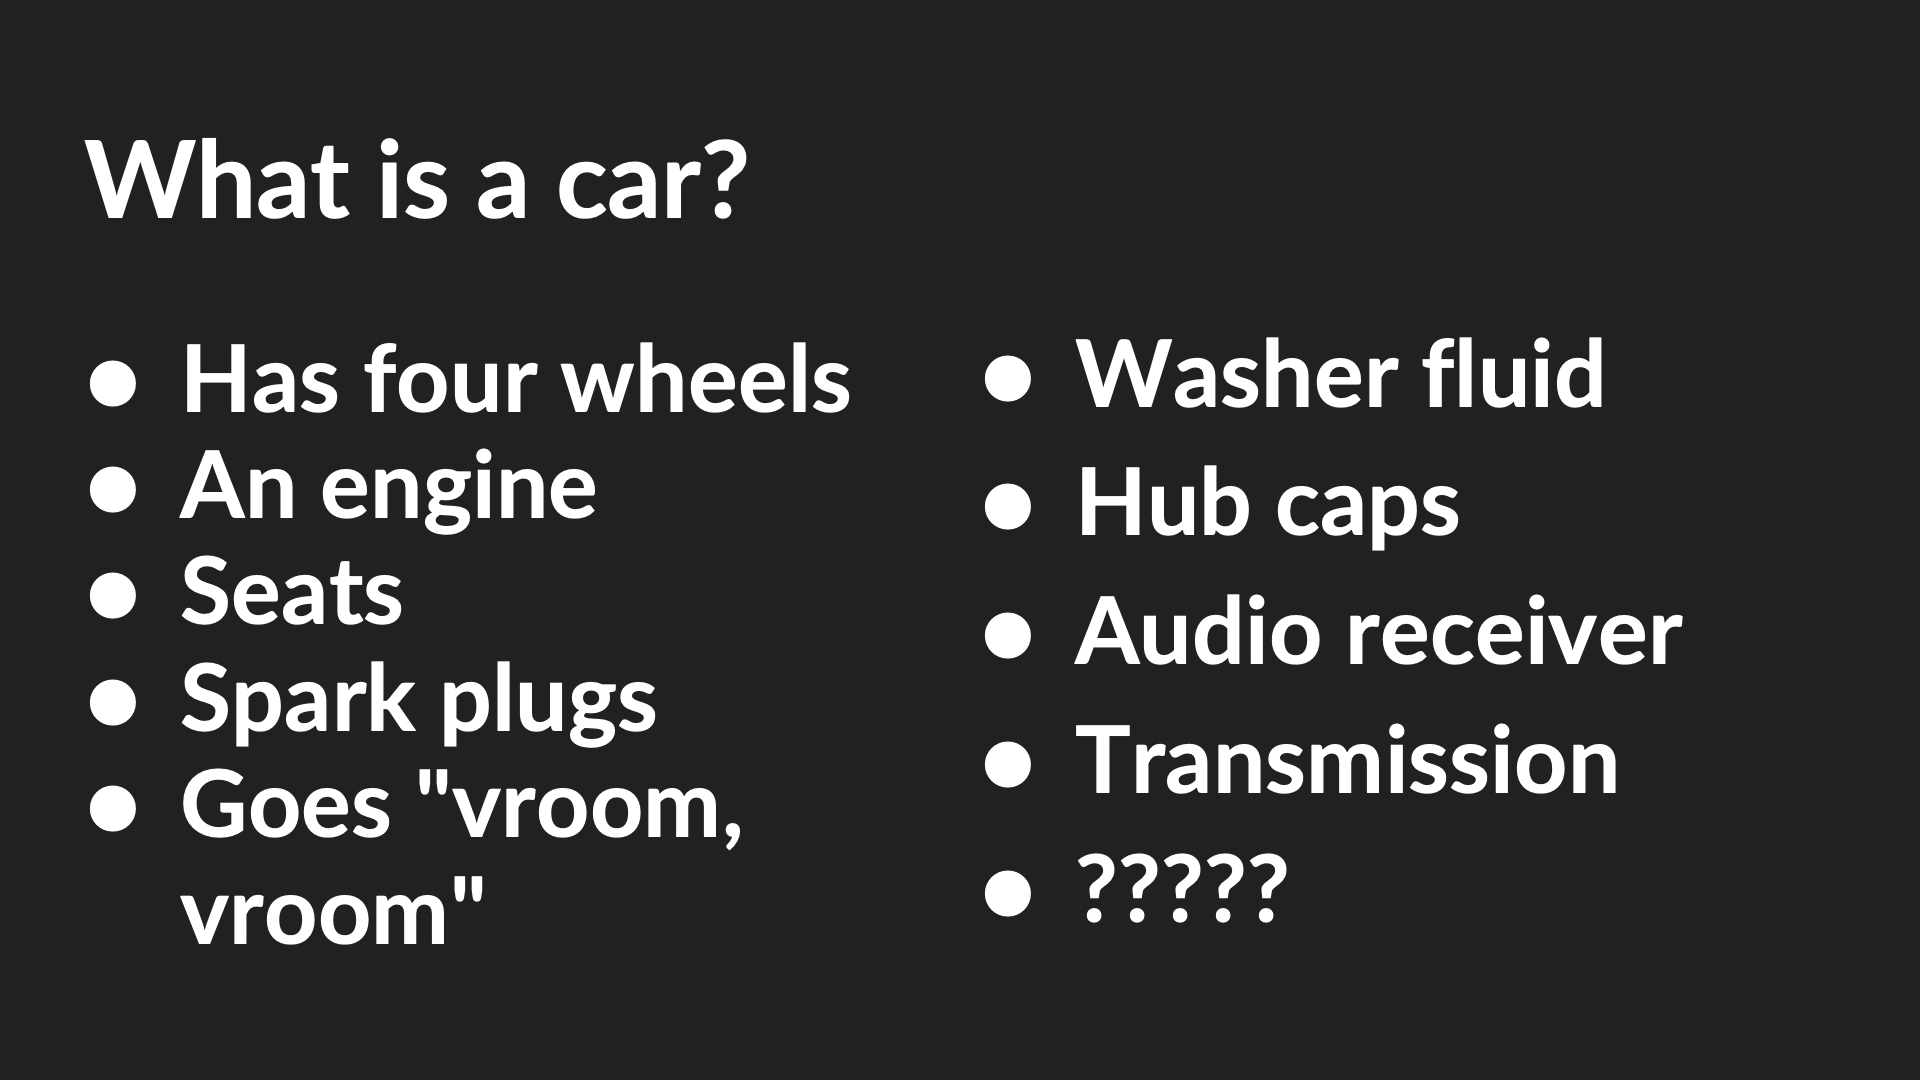 What is a car?
● Has four wheels
● An engine
● Seats
● Spark plugs
● Goes "vroom,
vroom"
● Washer fluid
● Hub caps
● Audio receiver
● Transmission
● ?????